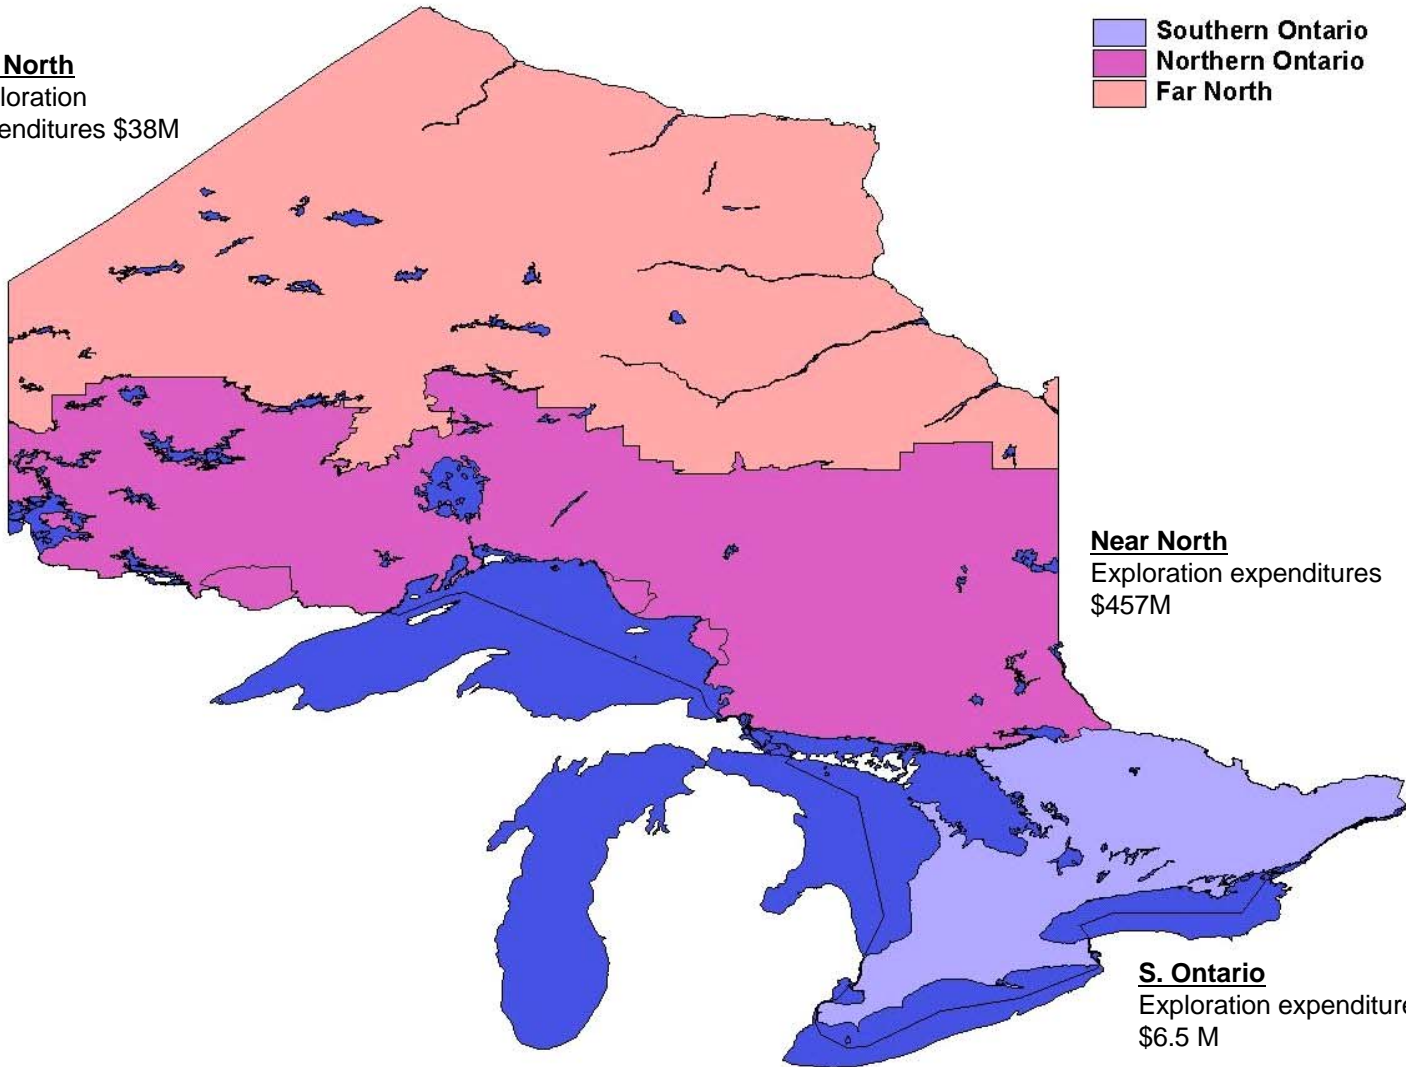 North
loration
enditures $38M
Southern Ontario
Northern Ontario
Far North
Near North
Exploration expenditures
$457M
S. Ontario
Exploration expenditure
$6.5 M